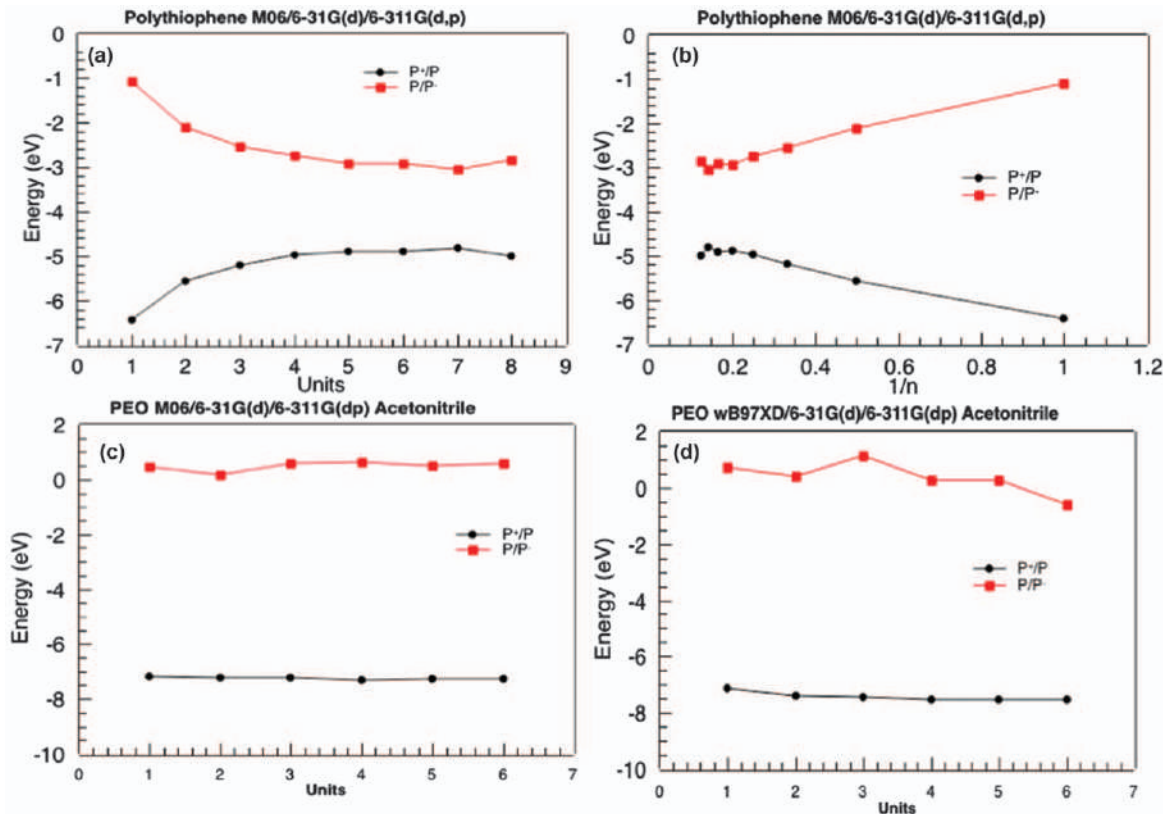 Polythiophene M06/6-31G(d)/6-311G(d,p)
(a)
P⁺/P
P/P⁻
Energy (eV)
0
-1
-2
-3
-4
-5
-6
-7
0 1 2 3 4 5 6 7 8 9
Units
Polythiophene M06/6-31G(d)/6-311G(d,p)
(b)
P⁺/P
P/P⁻
Energy (eV)
0
-1
-2
-3
-4
-5
-6
-7
0 0.2 0.4 0.6 0.8 1 1.2
1/n
PEO M06/6-31G(d)/6-311G(dp) Acetonitrile
(c)
P⁺/P
P/P⁻
Energy (eV)
2
0
-2
-4
-6
-8
-10
0 1 2 3 4 5 6 7
Units
PEO wB97XD/6-31G(d)/6-311G(dp) Acetonitrile
(d)
P⁺/P
P/P⁻
Energy (eV)
2
0
-2
-4
-6
-8
-10
0 1 2 3 4 5 6 7
Units